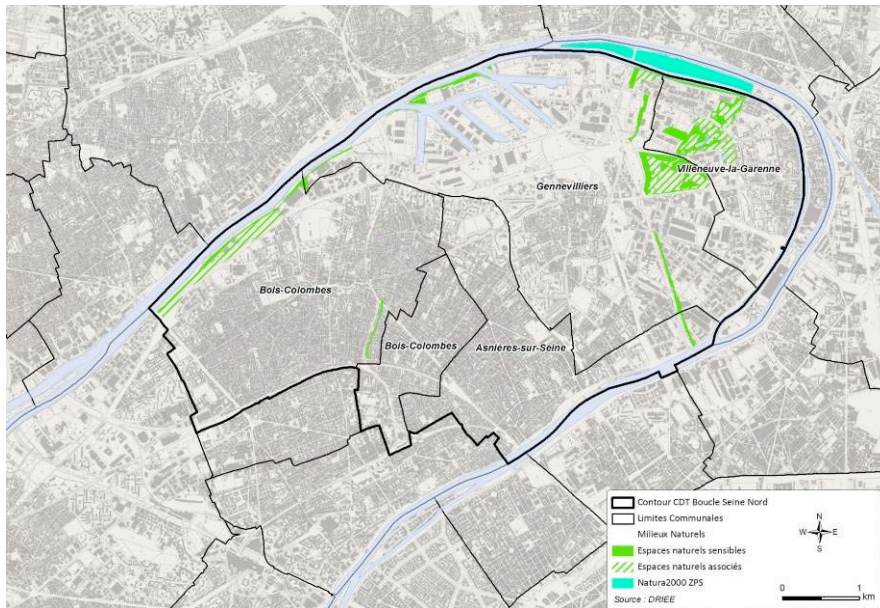 Gennevilliers
Villeneuve-la-Garenne
Bois-Colombes
Bois-Colombes
Asnières-sur-Seine
Contour CDT Boucle Seine Nord
Limites Communales
Milieux Naturels
Espaces naturels sensibles
Espaces naturels associés
Natura2000 ZPS
Source : DRIEE
N
W E
S
0 1
km